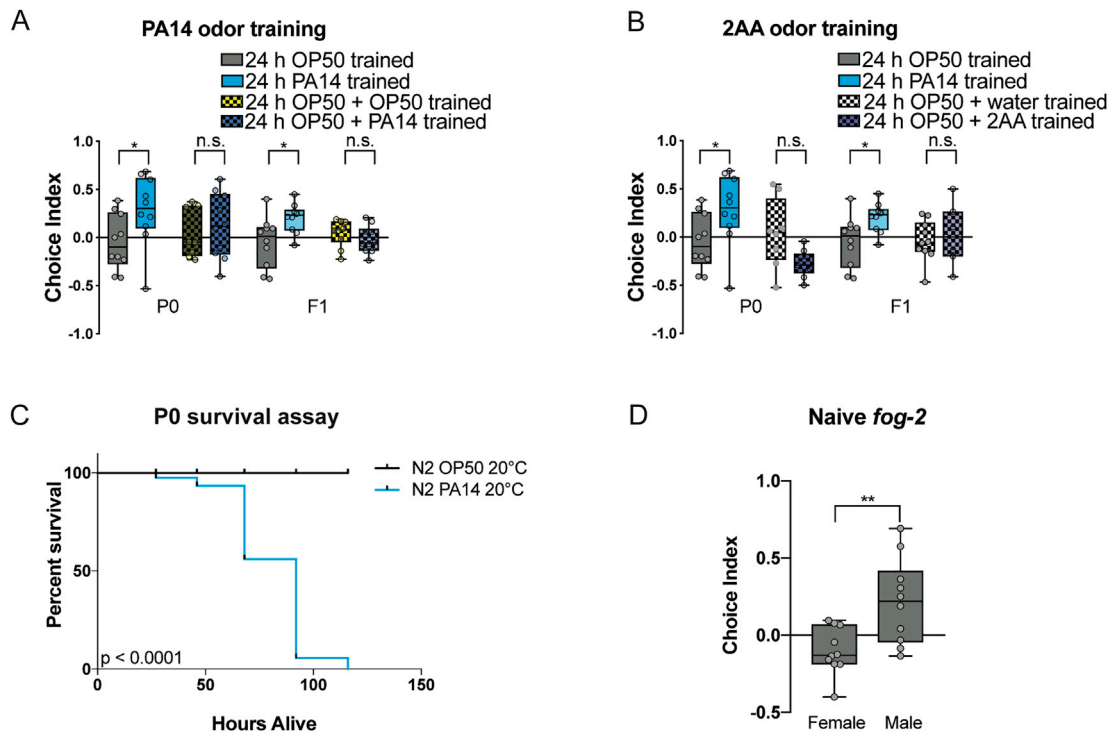 A
PA14 odor training
24 h OP50 trained
24 h PA14 trained
24 h OP50 + OP50 trained
24 h OP50 + PA14 trained
Choice Index
1.0
0.5
0.0
-0.5
-1.0
*
n.s.
*
n.s.
P0
F1
B
2AA odor training
24 h OP50 trained
24 h PA14 trained
24 h OP50 + water trained
24 h OP50 + 2AA trained
Choice Index
1.0
0.5
0.0
-0.5
-1.0
*
n.s.
*
n.s.
P0
F1
C
P0 survival assay
N2 OP50 20°C
N2 PA14 20°C
Percent survival
100
50
0
p < 0.0001
0
50
100
150
Hours Alive
D
Naive fog-2
Choice Index
1.0
0.5
0.0
-0.5
**
Female
Male